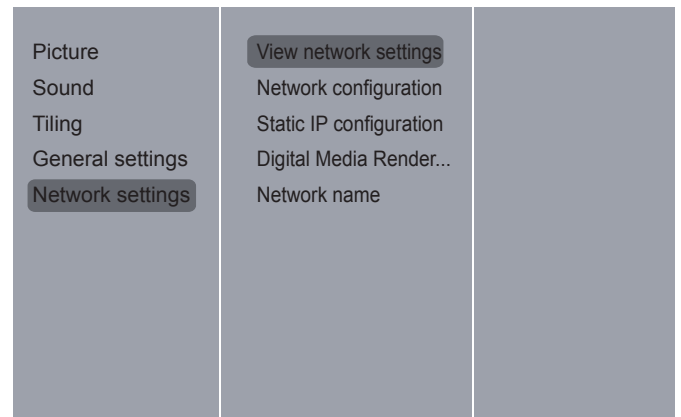 Picture
Sound
Tiling
General settings
Network settings
View network settings
Network configuration
Static IP configuration
Digital Media Render...
Network name